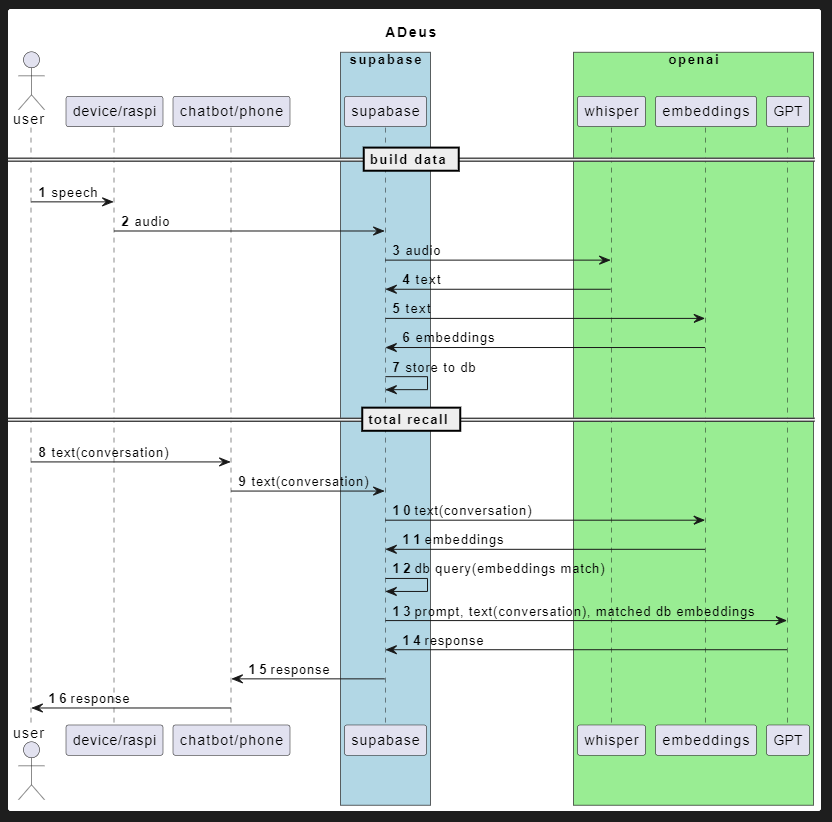 ADeus
supabase
openai
user
device/raspi
chatbot/phone
supabase
whisper
embeddings
GPT
build data
1 speech
2 audio
3 audio
4 text
5 text
6 embeddings
7 store to db
total recall
8 text(conversation)
9 text(conversation)
10 text(conversation)
11 embeddings
12 db query(embeddings match)
13 prompt, text(conversation), matched db embeddings
14 response
15 response
16 response
user
device/raspi
chatbot/phone
supabase
whisper
embeddings
GPT